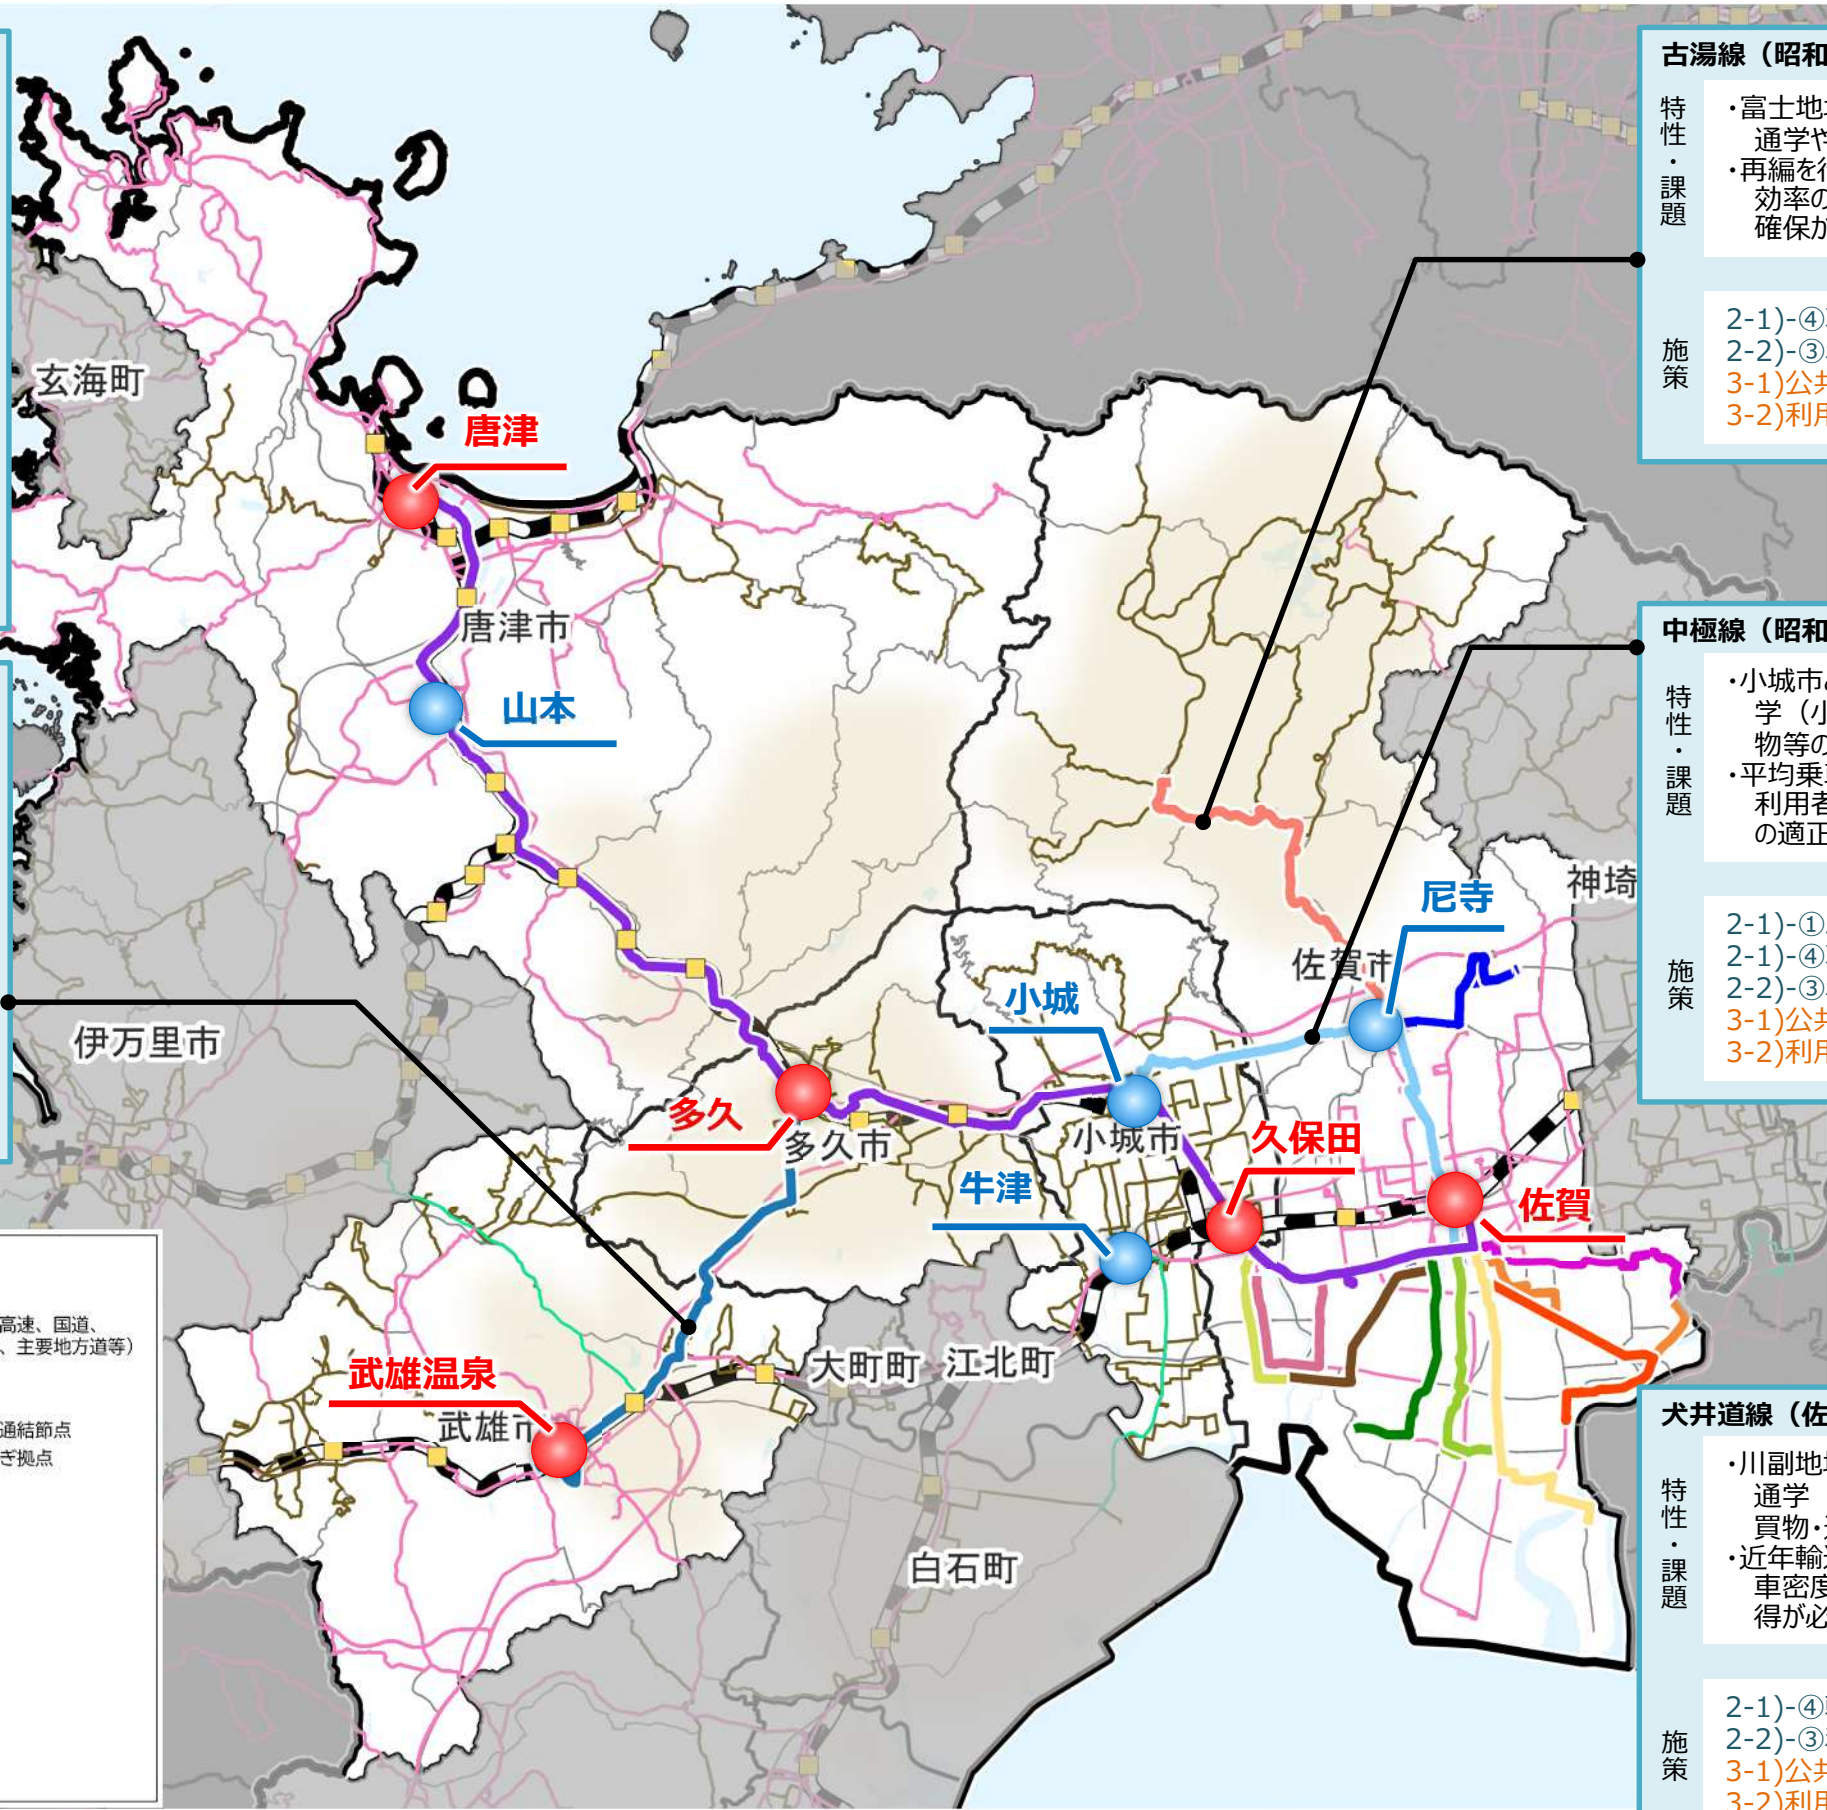 玄海町
唐津
唐津市
山本
伊万里市
多久
多久市
小城
小城市
牛津
久保田
佐賀
佐賀市
尼寺
神埼
武雄温泉
武雄市
大町町
江北町
白石町
高速、国道、
、主要地方道等）
通結節点
ぎ拠点
古湯線（昭和
特性・課題
・富士地
通学や
・再編を行
効率の
確保が
施策
2-1)-④
2-2)-③
3-1)公共
3-2)利用
中極線（昭和
特性・課題
・小城市
学（小
物等の
・平均乗
利用者
の適正
施策
2-1)-①
2-1)-④
2-2)-③
3-1)公共
3-2)利用
犬井道線（佐
特性・課題
・川副地
通学（
買物・
・近年輸
車密度
得が必
施策
2-1)-④
2-2)-③
3-1)公共
3-2)利用